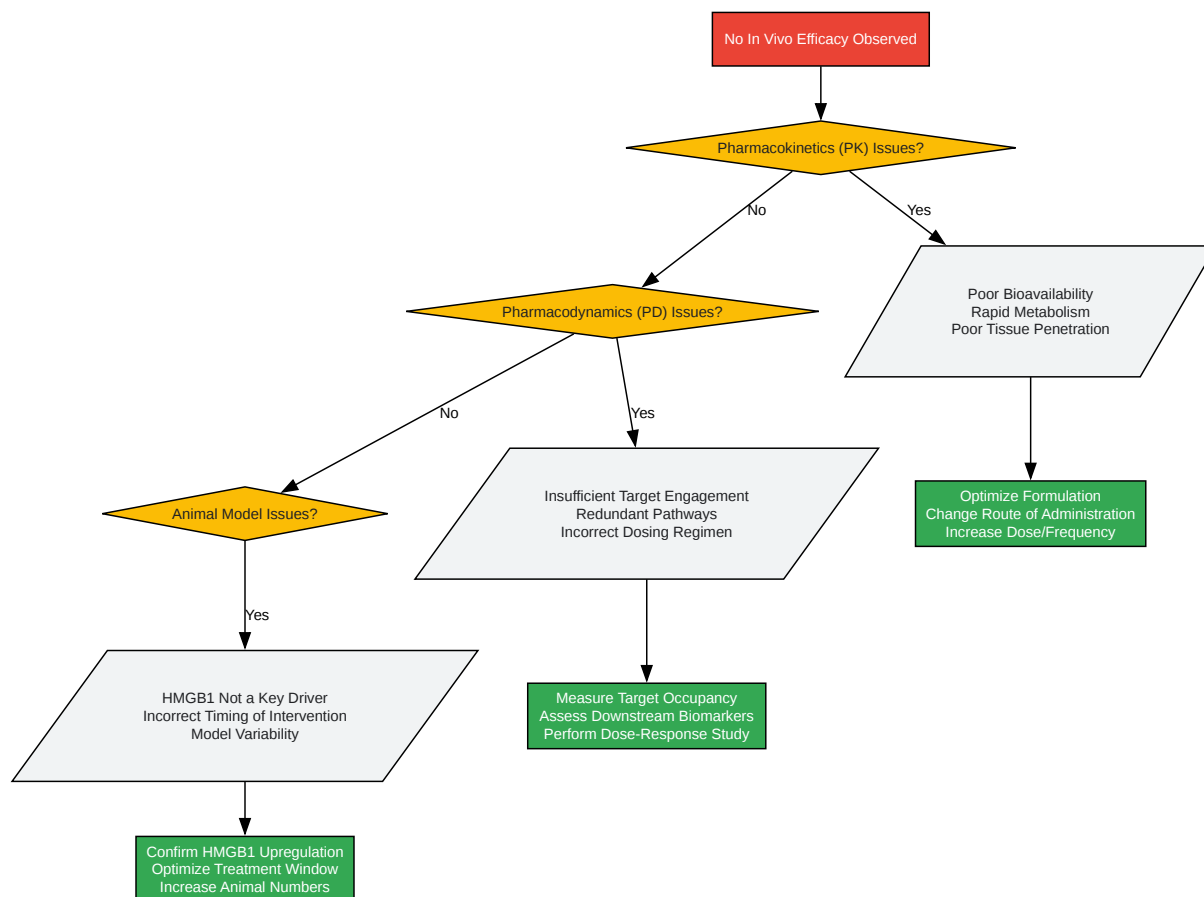 No In Vivo Efficacy Observed
Pharmacokinetics (PK) Issues?
No
Yes
Poor Bioavailability
Rapid Metabolism
Poor Tissue Penetration
Pharmacodynamics (PD) Issues?
No
Yes
Insufficient Target Engagement
Redundant Pathways
Incorrect Dosing Regimen
Optimize Formulation
Change Route of Administration
Increase Dose/Frequency
Animal Model Issues?
Yes
HMGB1 Not a Key Driver
Incorrect Timing of Intervention
Model Variability
Measure Target Occupancy
Assess Downstream Biomarkers
Perform Dose-Response Study
Confirm HMGB1 Upregulation
Optimize Treatment Window
Increase Animal Numbers